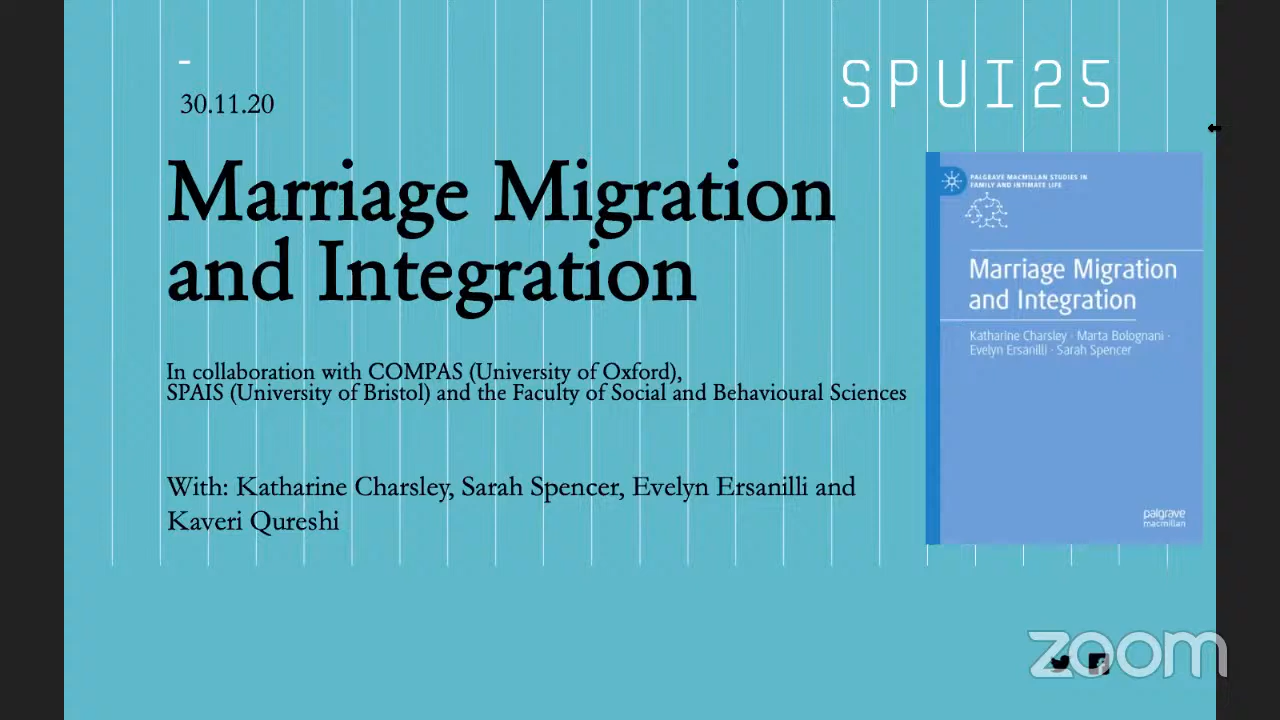 -
30.11.20
SPUI25
Marriage Migration
and Integration
In collaboration with COMPAS (University of Oxford),
SPAIS (University of Bristol) and the Faculty of Social and Behavioural Sciences
With: Katharine Charsley, Sarah Spencer, Evelyn Ersanilli and
Kaveri Qureshi
PALGRAVE MACMILLAN STUDIES IN
FAMILY AND INTIMATE LIFE
Marriage Migration
and Integration
Katharine Charsley · Marta Bolognani ·
Evelyn Ersanilli · Sarah Spencer
palgrave
macmillan
zoom